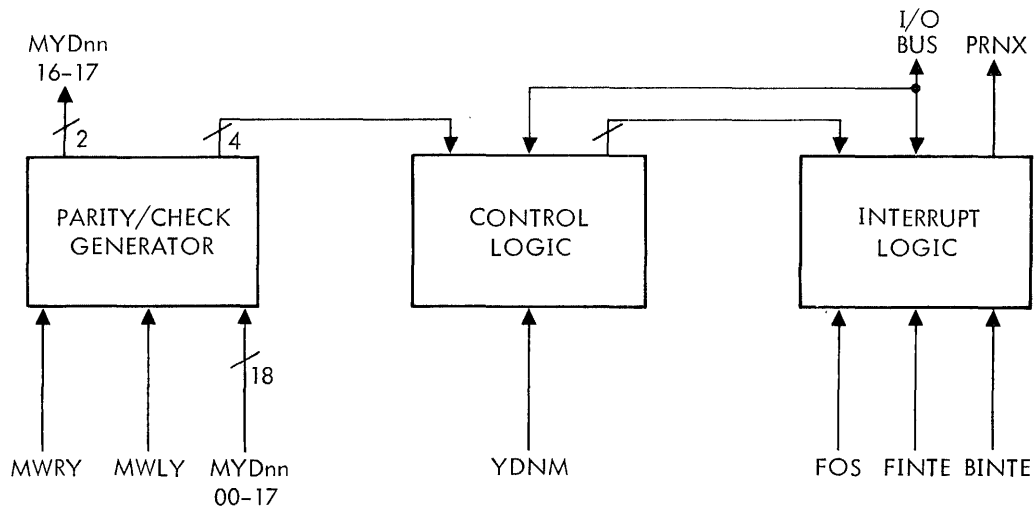 MYDnn
16-17
I/O
BUS
PRNX
2
4
PARITY/CHECK
GENERATOR
CONTROL
LOGIC
INTERRUPT
LOGIC
18
MWRY
MWLY
MYDnn
00-17
YDNM
FOS
FINTE
BINTE